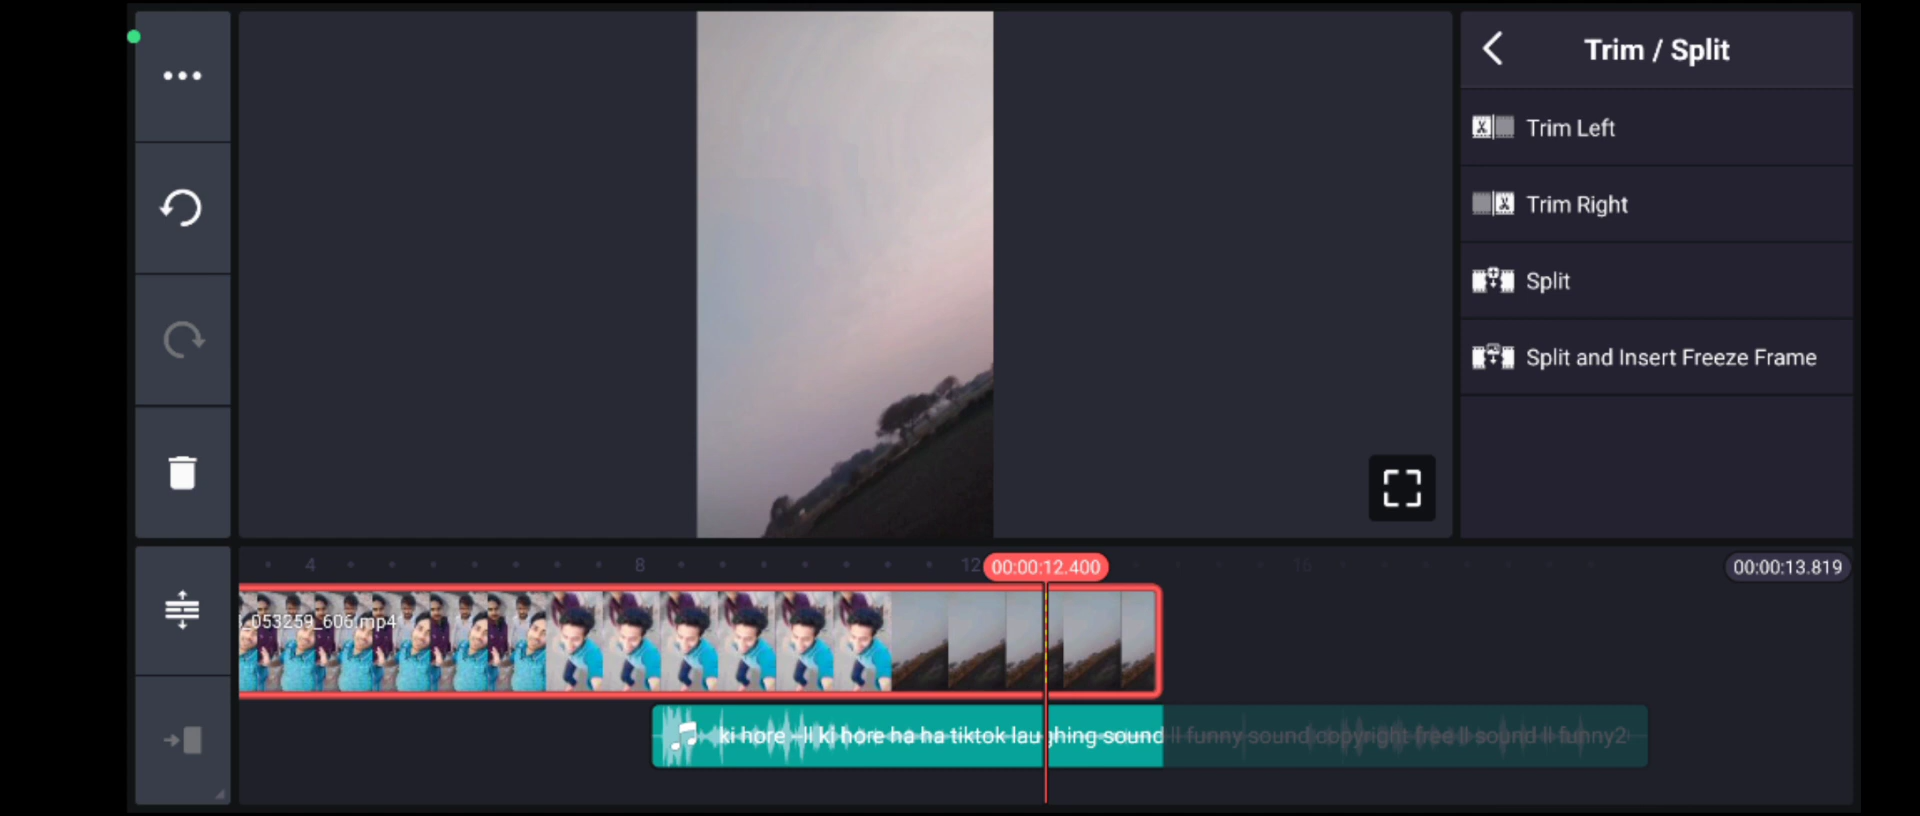 Trim / Split
Trim Left
Trim Right
Split
Split and Insert Freeze Frame
4
8
12
00:00:12.400
16
00:00:13.819
_053259_606.mp4
ki hore -ll ki hore ha ha tiktok laughing sound ll funny sound copyright free ll sound ll funny2